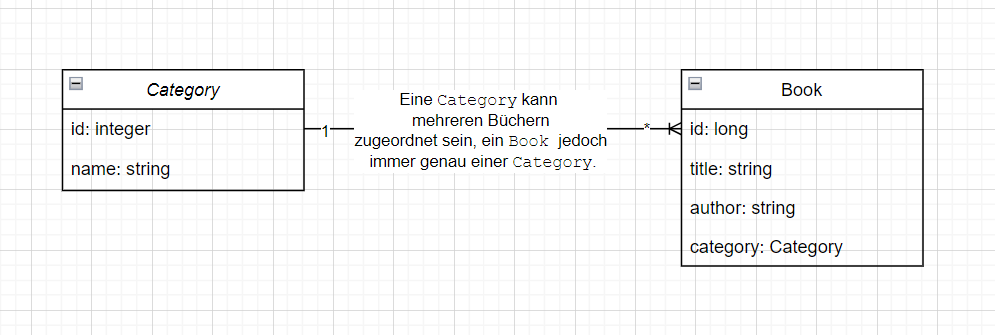 Category
id: integer
name: string
1
Eine Category kann
mehreren Büchern
zugeordnet sein, ein Book jedoch
immer genau einer Category.
*
Book
id: long
title: string
author: string
category: Category